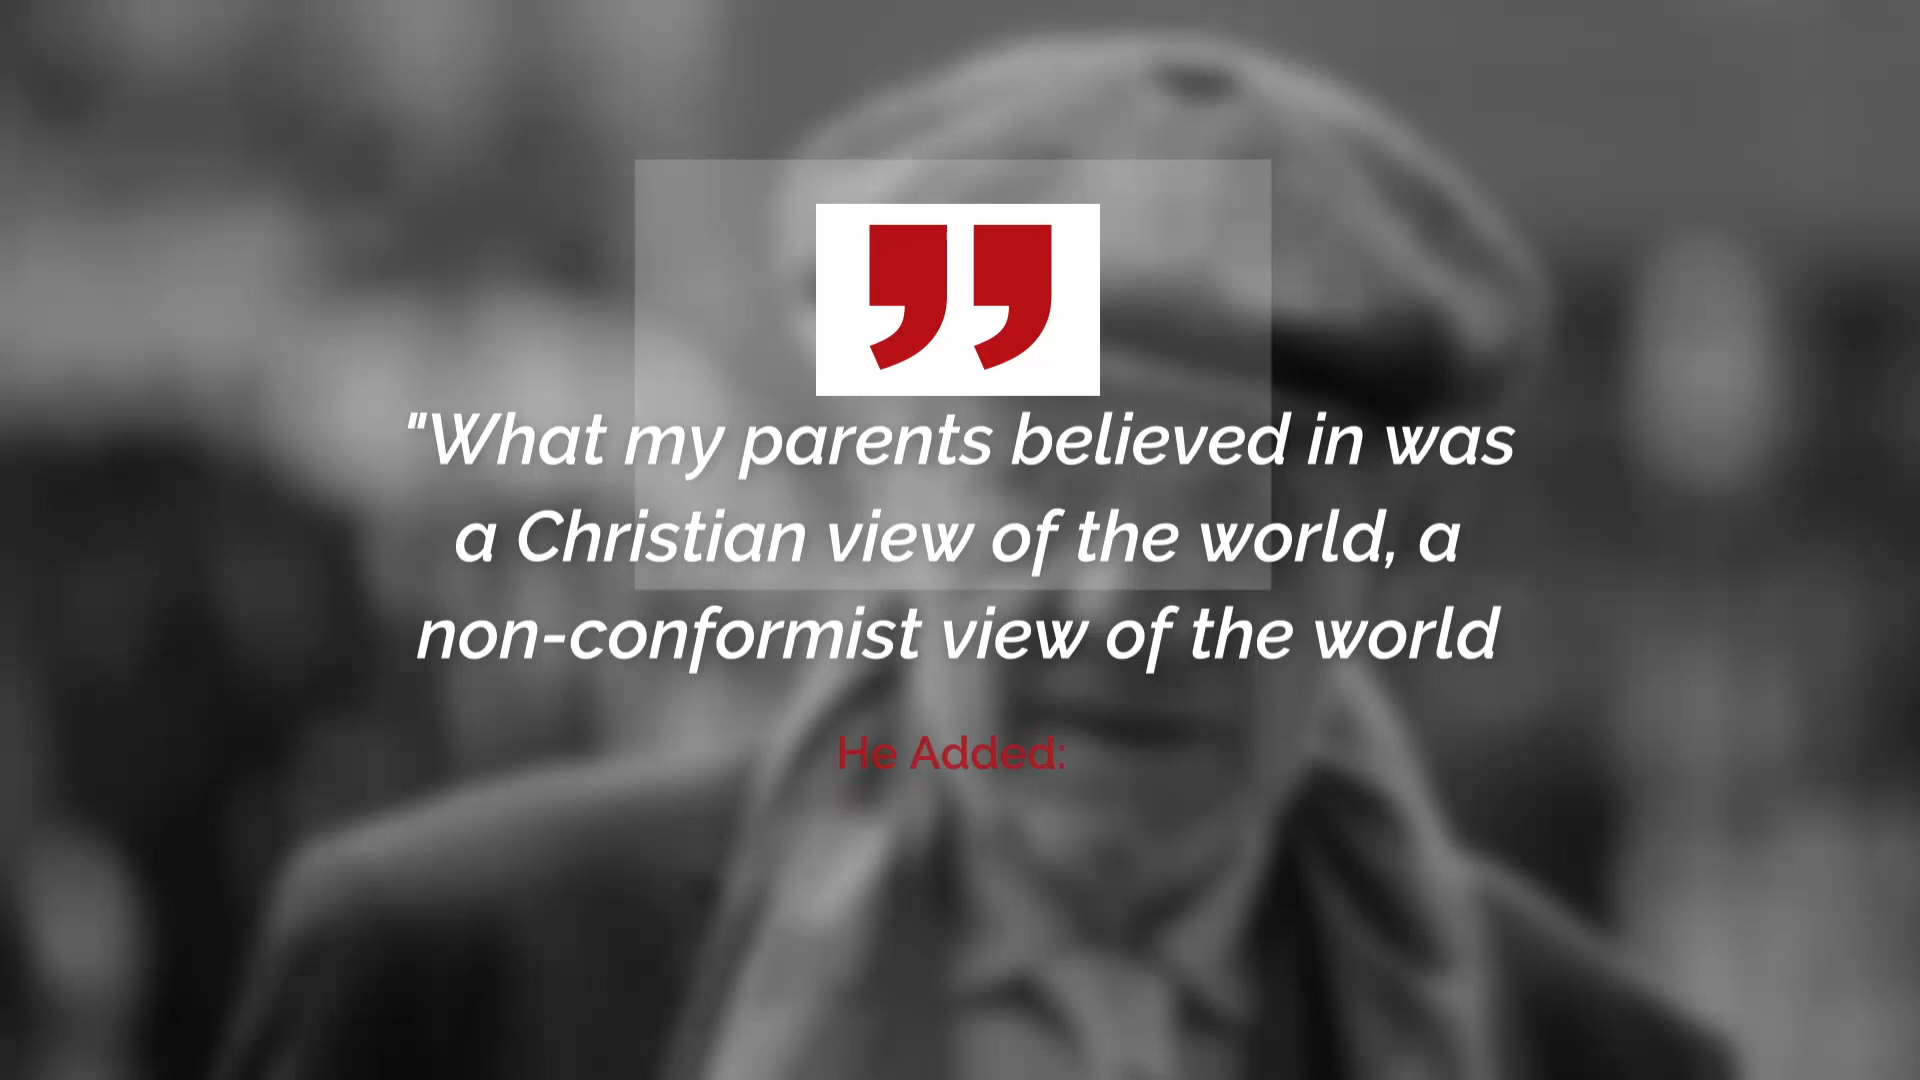 "What my parents believed in was
a Christian view of the world, a
non-conformist view of the world
He Added: